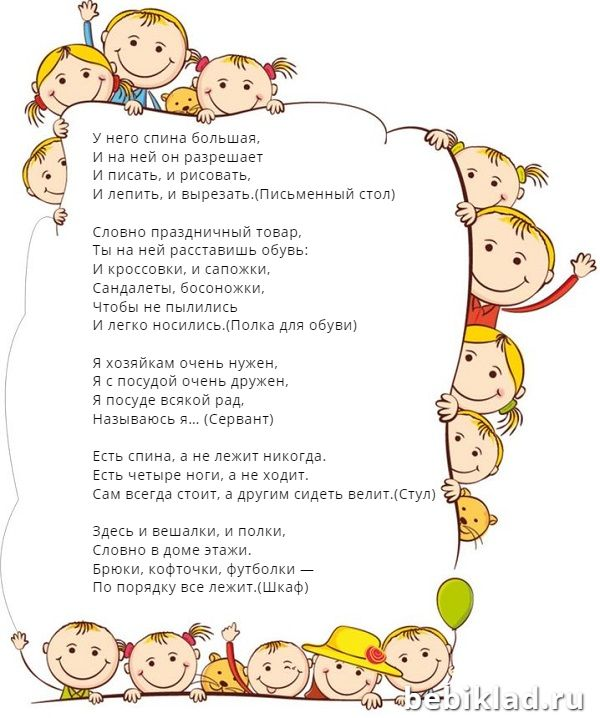 У него спина большая,
И на ней он разрешает
И писать, и рисовать,
И лепить, и вырезать.(Письменный стол)
Словно праздничный товар,
Ты на ней расставишь обувь:
И кроссовки, и сапожки,
Сандалеты, босоножки,
Чтобы не пылились
И легко носились.(Полка для обуви)
Я хозяйкам очень нужен,
Я с посудой очень дружен,
Я посуде всякой рад,
Называюсь я… (Сервант)
Есть спина, а не лежит никогда.
Есть четыре ноги, а не ходит.
Сам всегда стоит, а другим сидеть велит.(Стул)
Здесь и вешалки, и полки,
Словно в доме этажи.
Брюки, кофточки, футболки —
По порядку все лежит.(Шкаф)
bebiklad.ru